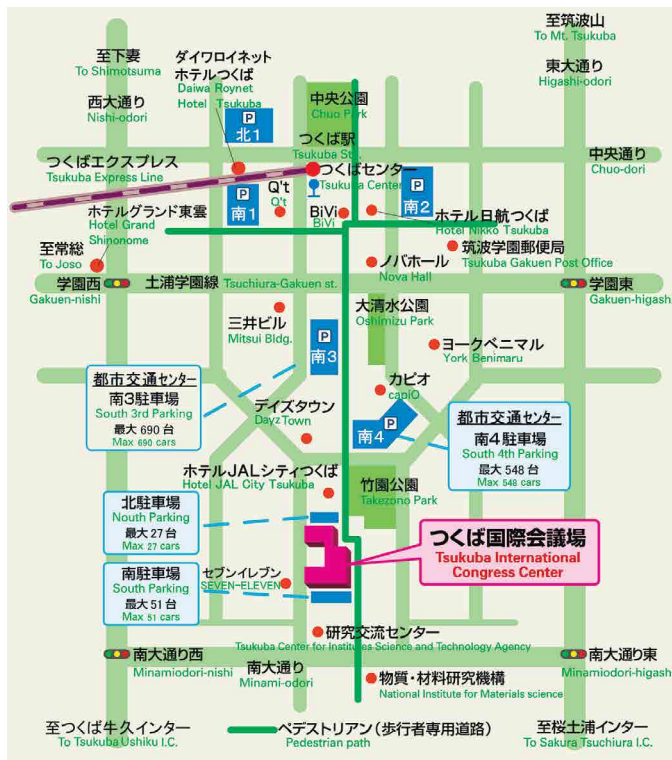 至筑波山
To Mt. Tsukuba
至下妻
To Shimotsuma
ダイワロイネット
ホテルつくば
Daiwa Roynet
Hotel Tsukuba
東大通り
Higashi-odori
西大通り
Nishi-odori
P
北1
中央公園
Chuo Park
つくば駅
Tsukuba Sta.
つくばエクスプレス
Tsukuba Express Line
つくばセンター
Tsukuba Center
中央通り
Chuo-dori
P
南1
Q't
Q't
BiVi
BiVi
P
南2
ホテルグランド東雲
Hotel Grand
Shinonome
ホテル日航つくば
Hotel Nikko Tsukuba
至常総
To Joso
ノバホール
Nova Hall
筑波学園郵便局
Tsukuba Gakuen Post Office
学園西
Gakuen-nishi
土浦学園線 Tsuchiura-Gakuen st.
学園東
Gakuen-higash
三井ビル
Mitsui Bldg.
大清水公園
Oshimizu Park
P
南3
ヨークベニマル
York Benimaru
都市交通センター
南3駐車場
South 3rd Parking
最大 690 台
Max 690 cars
カピオ
capiO
デイズタウン
Dayz Town
P
南4
都市交通センター
南4駐車場
South 4th Parking
最大 548 台
Max 548 cars
ホテルJALシティつくば
Hotel JAL City Tsukuba
竹園公園
Takezono Park
北駐車場
Nouth Parking
最大 27 台
Max 27 cars
つくば国際会議場
Tsukuba International
Congress Center
南駐車場
South Parking
最大 51 台
Max 51 cars
セブンイレブン
SEVEN-ELEVEN
研究交流センター
Tsukuba Center for Institutes Science and Technology Agency
南大通り西
Minamiodori-nishi
南大通り
Minami-odori
南大通り東
Minamiodori-higash
物質・材料研究機構
National Institute for Materials science
至つくば牛久インター
To Tsukuba Ushiku I.C.
ペデストリアン(歩行者専用道路)
Pedestrian path
至桜土浦インター
To Sakura Tsuchiura I.C.